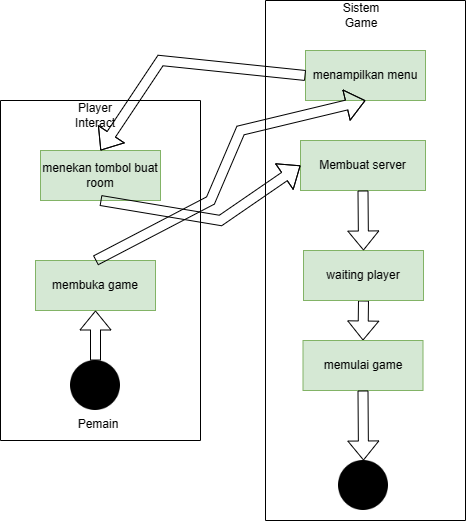 Sistem
Game
menampilkan menu
Player
Interact
menekan tombol buat
room
Membuat server
membuka game
waiting player
memulai game
Pemain